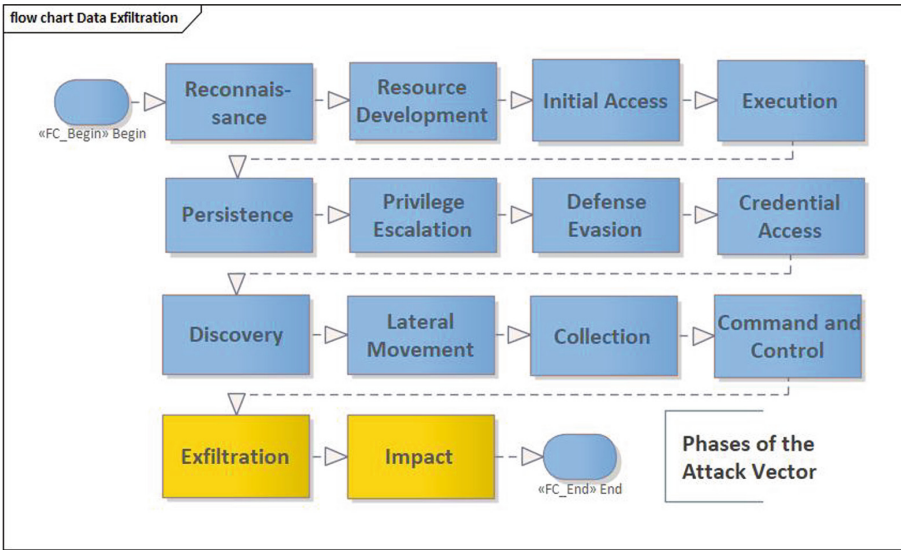 flow chart Data Exfiltration
Reconnais-
sance
Resource
Development
Initial Access
Execution
«FC_Begin» Begin
Persistence
Privilege
Escalation
Defense
Evasion
Credential
Access
Discovery
Lateral
Movement
Collection
Command and
Control
Exfiltration
Impact
«FC_End» End
Phases of the
Attack Vector